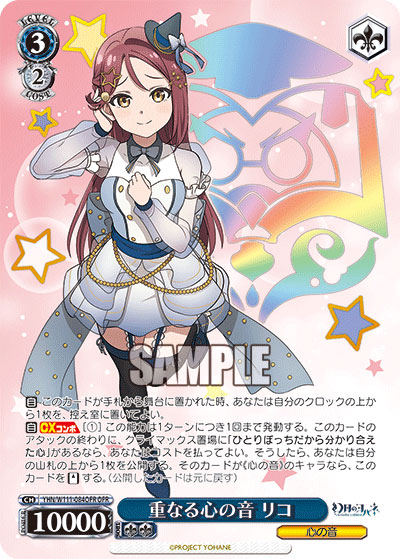 LEVEL
3
2
COST
SAMPLE
自 このカードが手札から舞台に置かれた時、あなたは自分のクロックの上か
ら1枚を、控え室に置いてよい。
自 CXコンボ [①] この能力は1ターンにつき1回まで発動する。このカードの
アタックの終わりに、クライマックス置場に「ひとりぼっちだから分かり合え
た心」があるなら、あなたはコストを払ってよい。そうしたら、あなたは自分
の山札の上から1枚を公開する。そのカードが《心の音》のキャラなら、この
カードを【レスト】する。(公開したカードは元に戻す)
CH YHN/W111-084OFR OFR
10000
重なる心の音 リコ
幻日のヨハネ
心の音
©PROJECT YOHANE